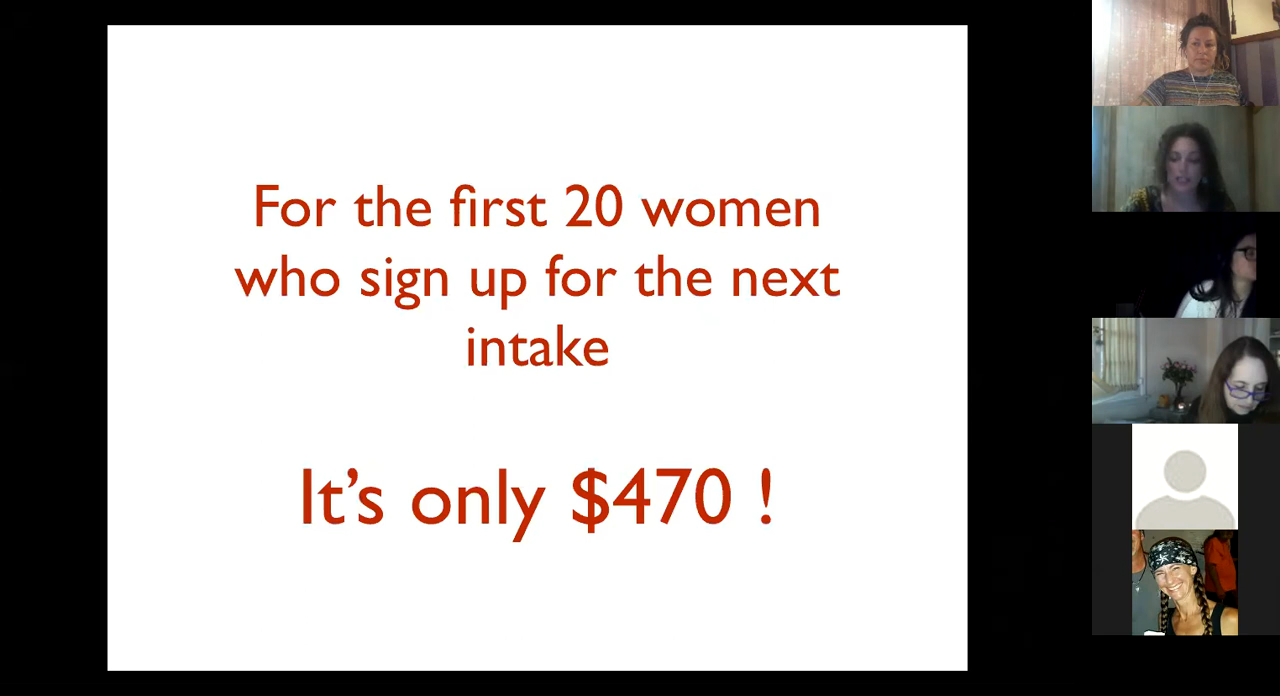 For the first 20 women
who sign up for the next
intake
It's only $470 !